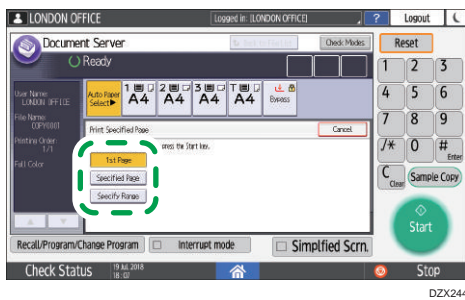 LONDON OFFICE
Logged in: [LONDON OFFICE]
?
Logout
Document Server
Check Modes
Reset
Ready
1 2 3
User Name:
LONDON OFFICE
Auto Paper
Select▶
1
A4
2
A4
3
A4
T
A4
Bypass
4 5 6
File Name:
COPY0001
Print Specified Page
Cancel
7 8 9
Printing Order:
1/1
press the Start key.
Full Color
1st Page
Specified Page
Specify Range
·/* 0 #
Enter
C
Clear
Sample Copy
Start
Recall/Program/Change Program
Interrupt mode
Simplfied Scrn.
Check Status
19 JUL 2018
18:07
Stop
DZX244